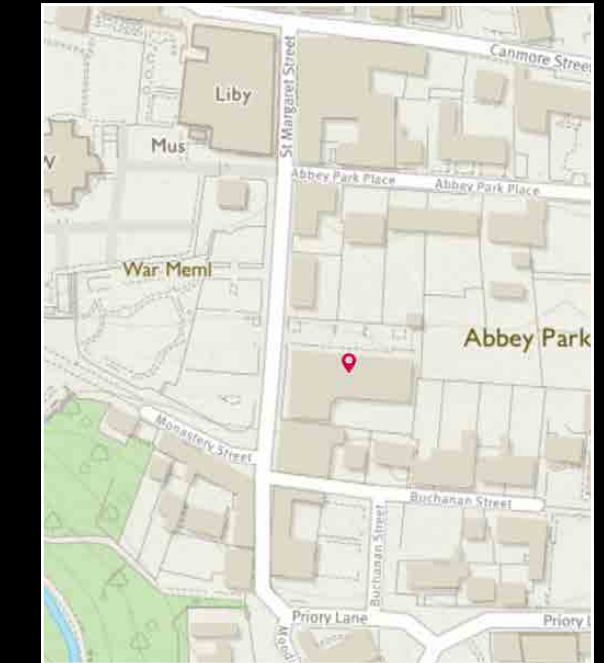 Canmore Stree
St Margaret Street
Liby
Mus
Abbey Park Place
Abbey Park Place
War Meml
Abbey Park
Monastery Street
Buchanan Street
Buchanan Street
Priory Lane
Priory L